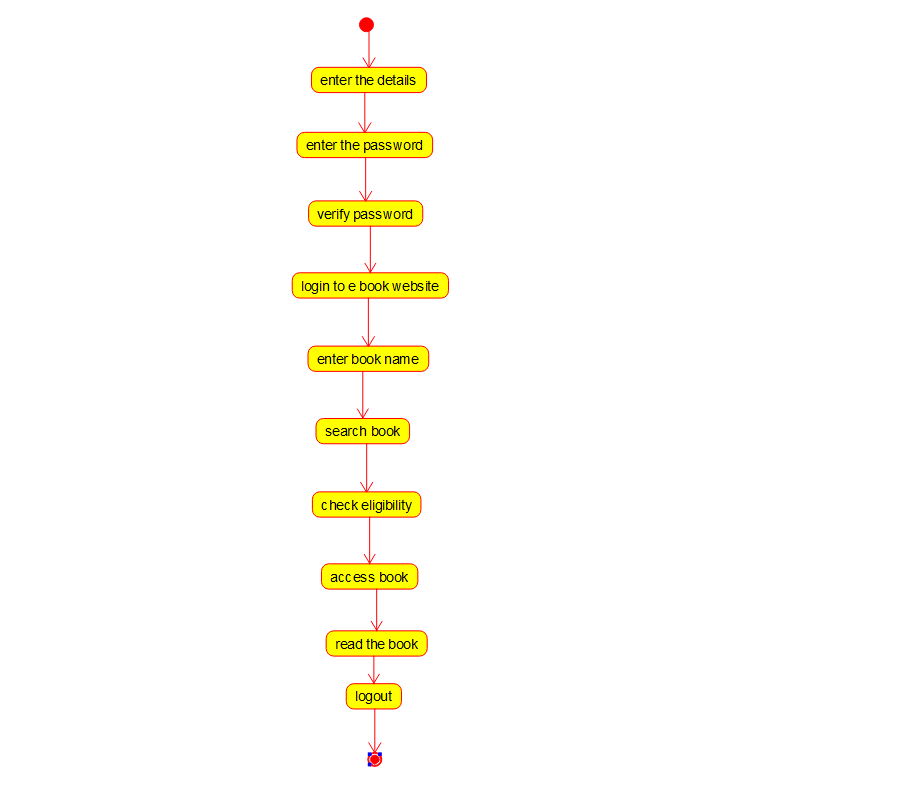 enter the details
enter the password
verify password
login to e book website
enter book name
search book
check eligibility
access book
read the book
logout